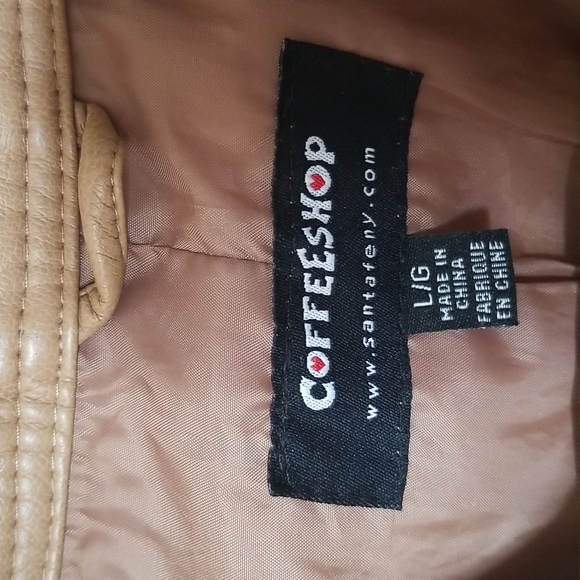 COFFEESHOP
www.santafeny.com
L/G
MADE IN
CHINA
FABRIQUE
EN CHINE